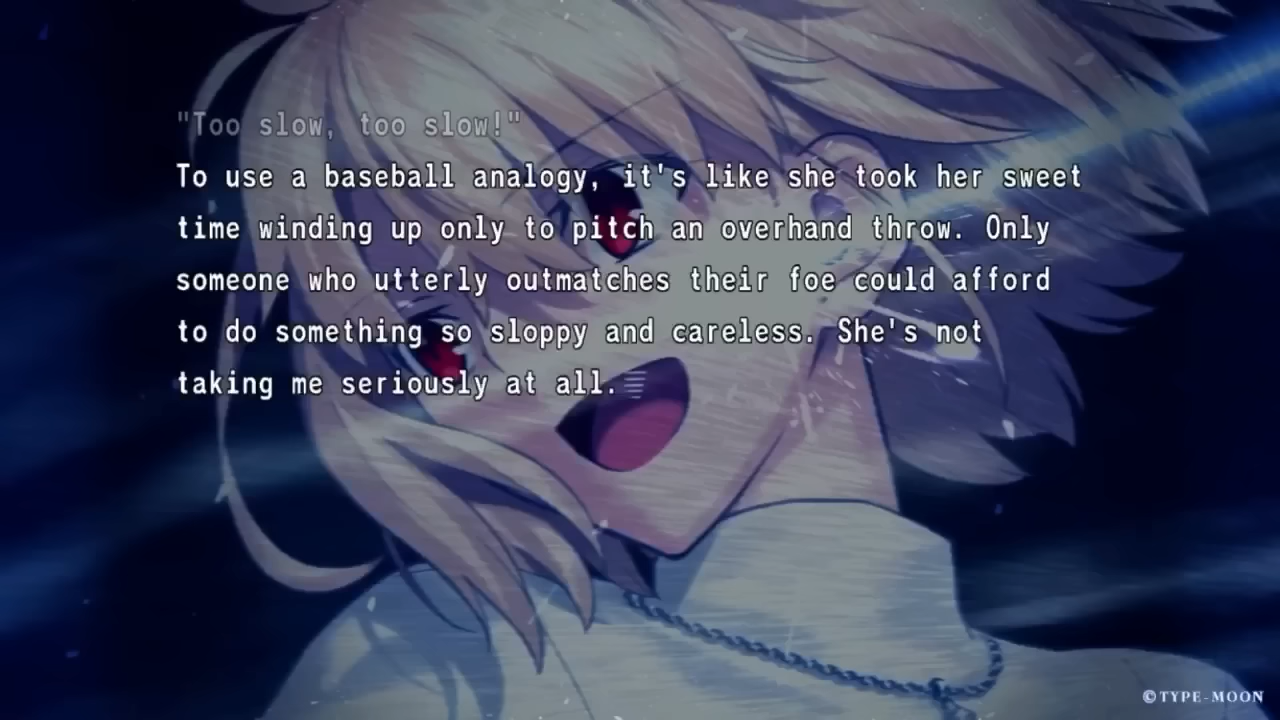 "Too slow, too slow!"
To use a baseball analogy, it's like she took her sweet
time winding up only to pitch an overhand throw. Only
someone who utterly outmatches their foe could afford
to do something so sloppy and careless. She's not
taking me seriously at all.
©TYPE-MOON